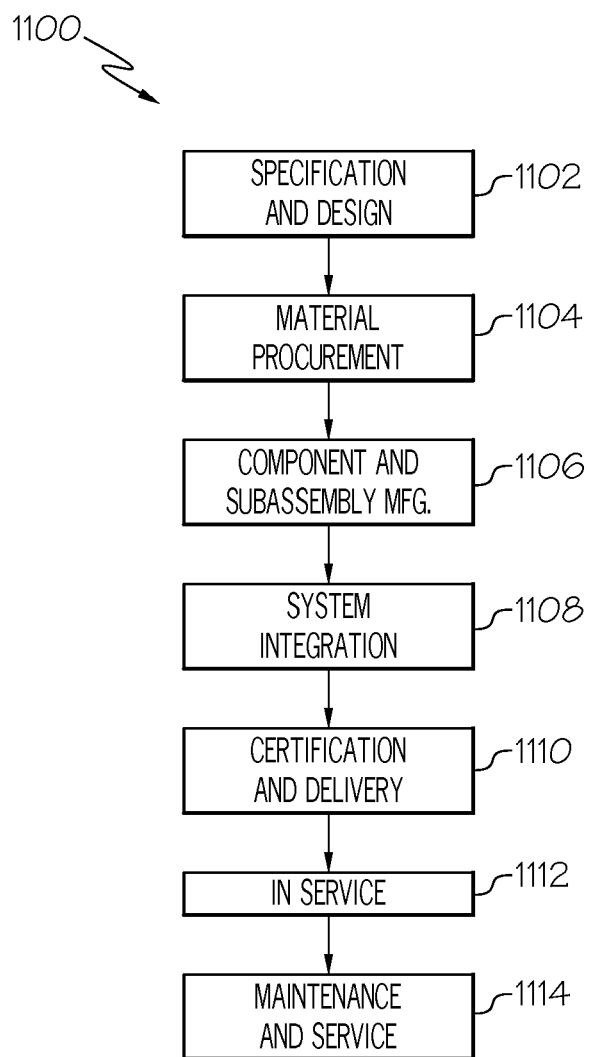 1100
SPECIFICATION
AND DESIGN
1102
MATERIAL
PROCUREMENT
1104
COMPONENT AND
SUBASSEMBLY MFG.
1106
SYSTEM
INTEGRATION
1108
CERTIFICATION
AND DELIVERY
1110
IN SERVICE
1112
MAINTENANCE
AND SERVICE
1114